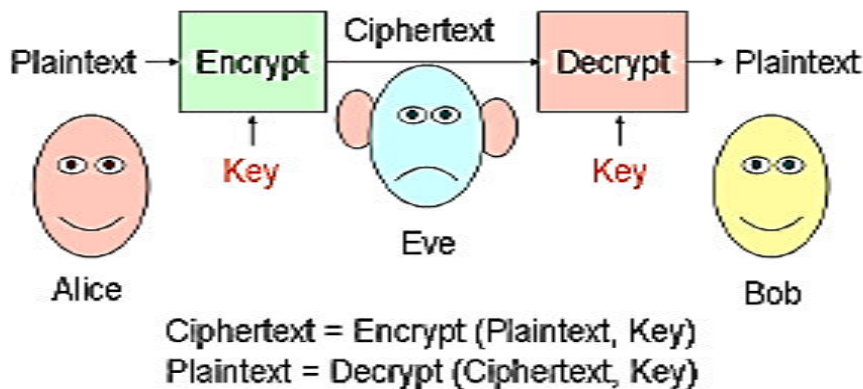 Ciphertext
Plaintext Encrypt Decrypt Plaintext
Key Key
Eve
Alice Bob
Ciphertext = Encrypt (Plaintext, Key)
Plaintext = Decrypt (Ciphertext, Key)